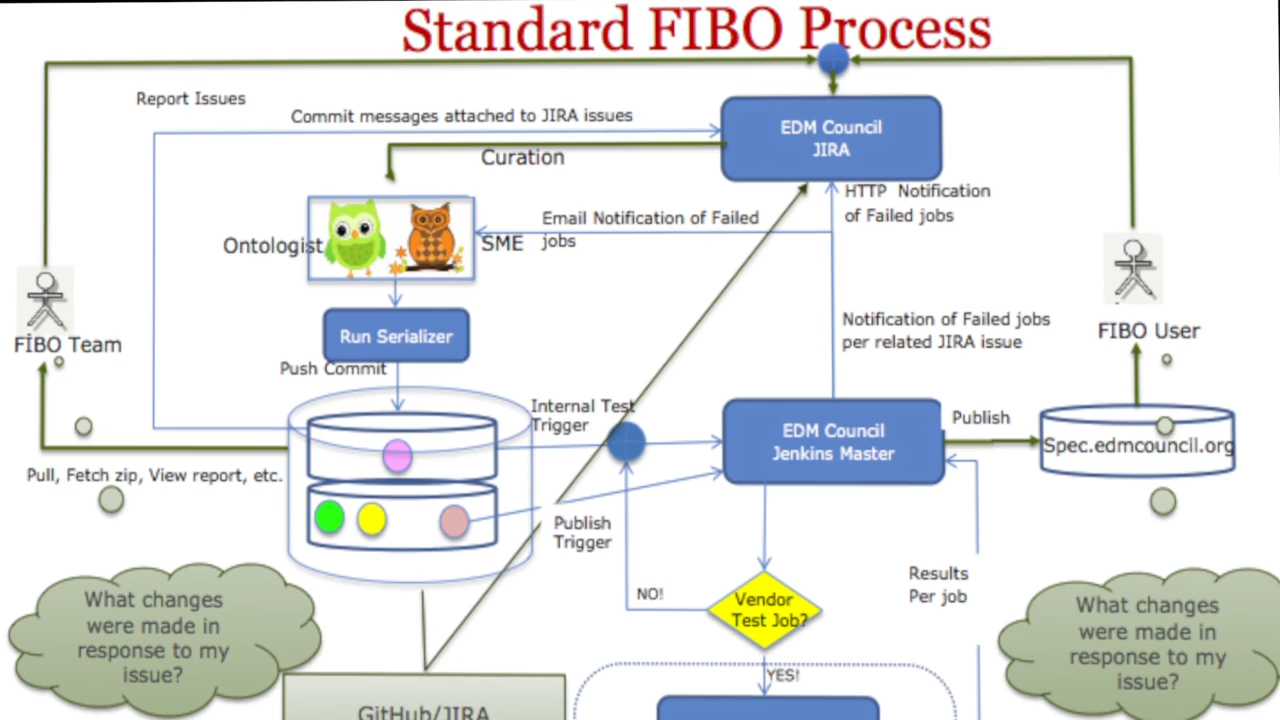 Standard FIBO Process
Report Issues
Commit messages attached to JIRA issues
EDM Council
JIRA
Curation
HTTP Notification
of Failed jobs
Email Notification of Failed
jobs
Ontologist
SME
Run Serializer
Push Commit
FIBO Team
FIBO User
Notification of Failed jobs
per related JIRA issue
Internal Test
Trigger
EDM Council
Jenkins Master
Publish
Spec.edmcouncil.org
Pull, Fetch zip, View report, etc.
Publish
Trigger
NO!
Vendor
Test Job?
Results
Per job
YES!
What changes
were made in
response to my
issue?
What changes
were made in
response to my
issue?
GitHub/JIRA